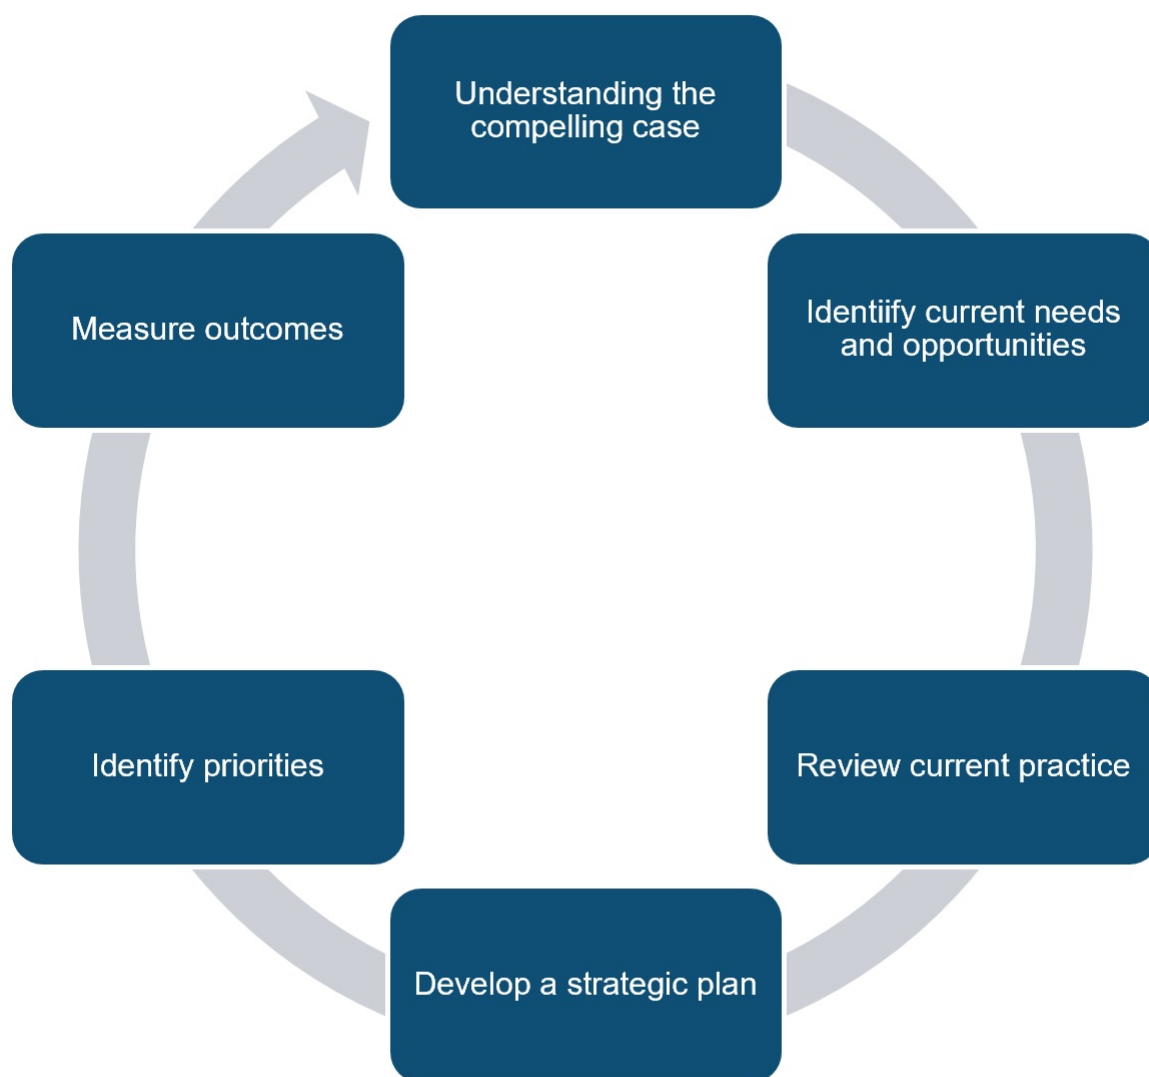 Understanding the
compelling case
Identiify current needs
and opportunities
Review current practice
Develop a strategic plan
Identify priorities
Measure outcomes